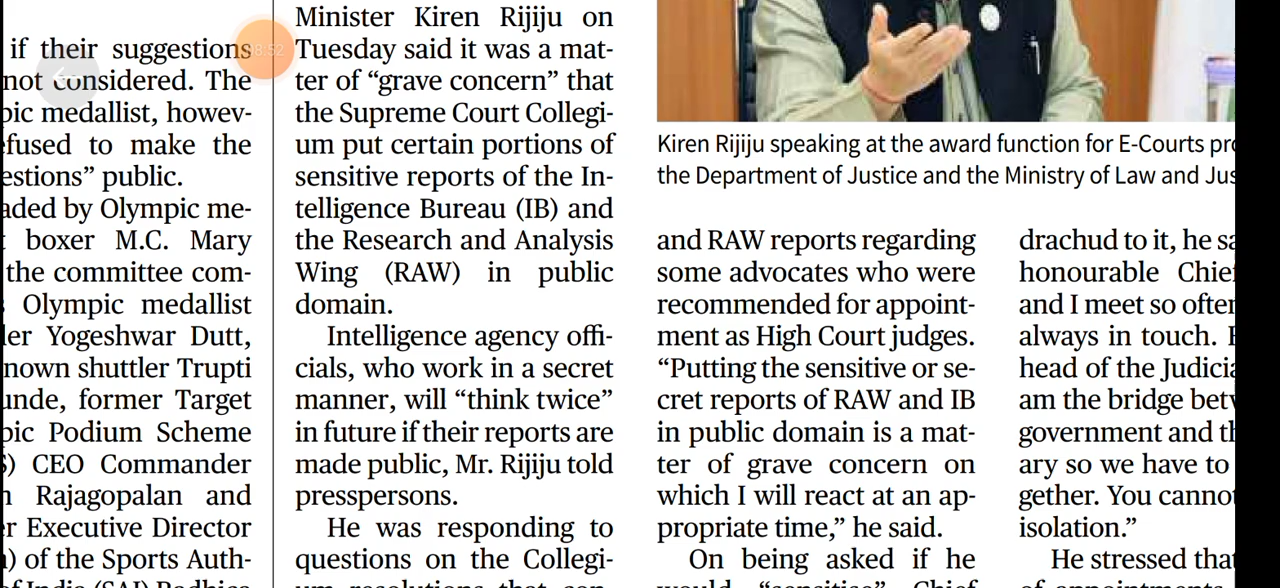 if their suggestions
not considered. The
pic medallist, howev-
fused to make the
estions” public.
aded by Olympic me-
boxer M.C. Mary
the committee com-
Olympic medallist
ler Yogeshwar Dutt,
nown shuttler Trupti
unde, former Target
pic Podium Scheme
CEO Commander
Rajagopalan and
er Executive Director
of the Sports Auth-
Minister Kiren Rijiju on
Tuesday said it was a mat-
ter of “grave concern” that
the Supreme Court Collegi-
um put certain portions of
sensitive reports of the In-
telligence Bureau (IB) and
the Research and Analysis
Wing (RAW) in public
domain.
Intelligence agency offi-
cials, who work in a secret
manner, will “think twice”
in future if their reports are
made public, Mr. Rijiju told
presspersons.
He was responding to
questions on the Collegi-
Kiren Rijiju speaking at the award function for E-Courts
the Department of Justice and the Ministry of Law and
and RAW reports regarding
some advocates who were
recommended for appoint-
ment as High Court judges.
“Putting the sensitive or se-
cret reports of RAW and IB
in public domain is a mat-
ter of grave concern on
which I will react at an ap-
propriate time,” he said.
On being asked if he
drachud to it, he
honourable Chief
and I meet so often
always in touch.
head of the
am the bridge
government and
ary so we have to
gether. You cannot
isolation.”
He stressed that